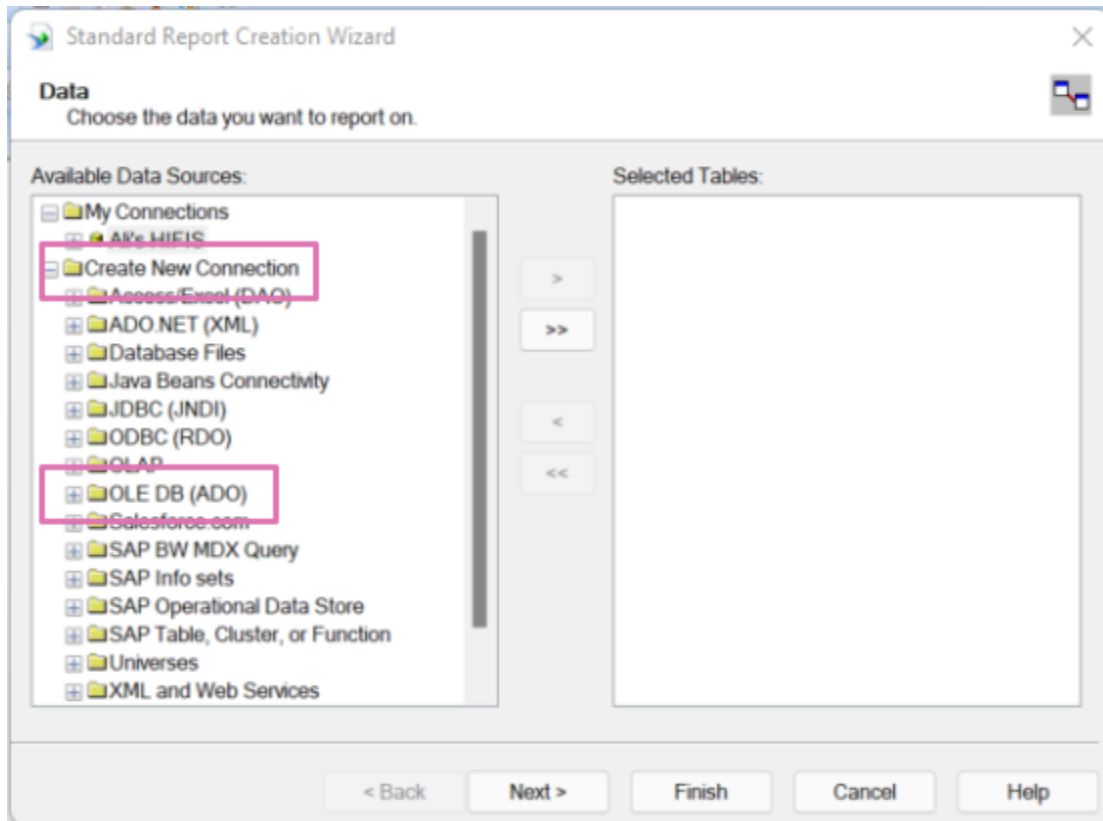 Standard Report Creation Wizard
Data
Choose the data you want to report on.
Available Data Sources:
Selected Tables:
My Connections
Ali's HIFIS
Create New Connection
Access/Excel (DAO)
ADO.NET (XML)
Database Files
Java Beans Connectivity
JDBC (JNDI)
ODBC (RDO)
OLAP
OLE DB (ADO)
Salesforce.com
SAP BW MDX Query
SAP Info sets
SAP Operational Data Store
SAP Table, Cluster, or Function
Universes
XML and Web Services
>
>>
<
<<
< Back
Next >
Finish
Cancel
Help